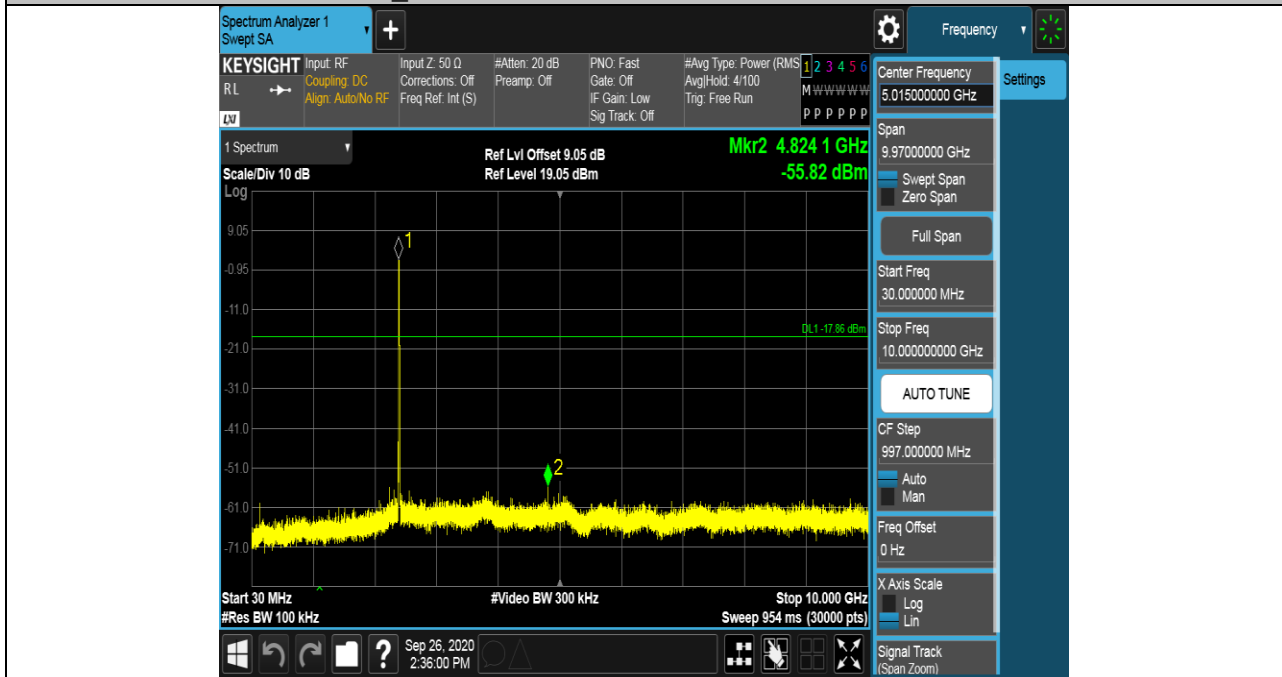 Spectrum Analyzer 1
Swept SA
+
Frequency
KEYSIGHT
RL
LXI
Input: RF
Coupling: DC
Align: Auto/No RF
Input Z: 50 Ω
Corrections: Off
Freq Ref: Int (S)
#Atten: 20 dB
Preamp: Off
PNO: Fast
Gate: Off
IF Gain: Low
Sig Track: Off
#Avg Type: Power (RMS
Avg|Hold: 4/100
Trig: Free Run
1 2 3 4 5 6
M W W W W W
P P P P P P
1 Spectrum
Scale/Div 10 dB
Log
Ref Lvl Offset 9.05 dB
Ref Level 19.05 dBm
Mkr2 4.824 1 GHz
-55.82 dBm
9.05
-0.95
-11.0
-21.0
-31.0
-41.0
-51.0
-61.0
-71.0
1
DL1 -17.86 dBm
2
Start 30 MHz
#Res BW 100 kHz
#Video BW 300 kHz
Stop 10.000 GHz
Sweep 954 ms (30000 pts)
?
Sep 26, 2020
2:36:00 PM
Center Frequency
5.015000000 GHz
Span
9.97000000 GHz
Swept Span
Zero Span
Full Span
Start Freq
30.000000 MHz
Stop Freq
10.000000000 GHz
AUTO TUNE
CF Step
997.000000 MHz
Auto
Man
Freq Offset
0 Hz
X Axis Scale
Log
Lin
Signal Track
(Span Zoom)
Settings